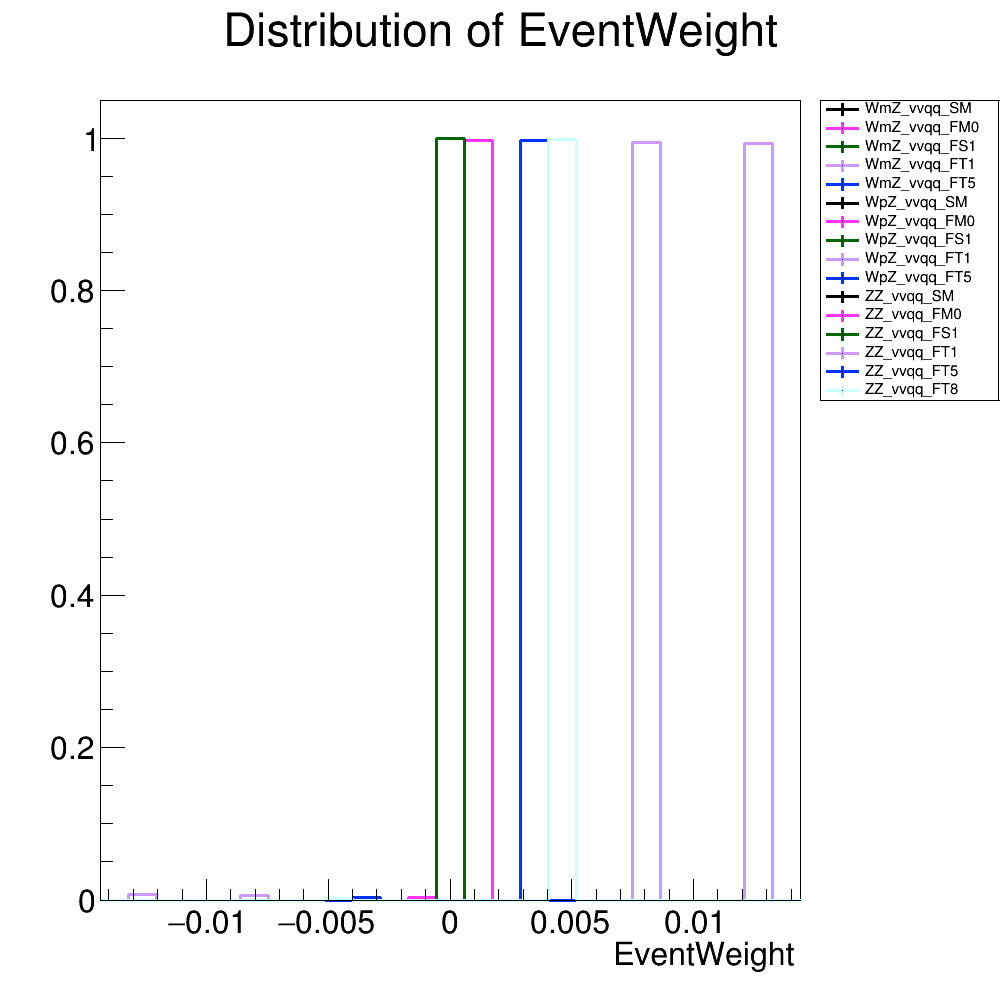 Distribution of EventWeight
WmZ_vvqq_SM
WmZ_vvqq_FM0
WmZ_vvqq_FS1
WmZ_vvqq_FT1
WmZ_vvqq_FT5
WpZ_vvqq_SM
WpZ_vvqq_FM0
WpZ_vvqq_FS1
WpZ_vvqq_FT1
WpZ_vvqq_FT5
ZZ_vvqq_SM
ZZ_vvqq_FM0
ZZ_vvqq_FS1
ZZ_vvqq_FT1
ZZ_vvqq_FT5
ZZ_vvqq_FT8
1
0.8
0.6
0.4
0.2
0
−0.01 −0.005 0 0.005 0.01
EventWeight